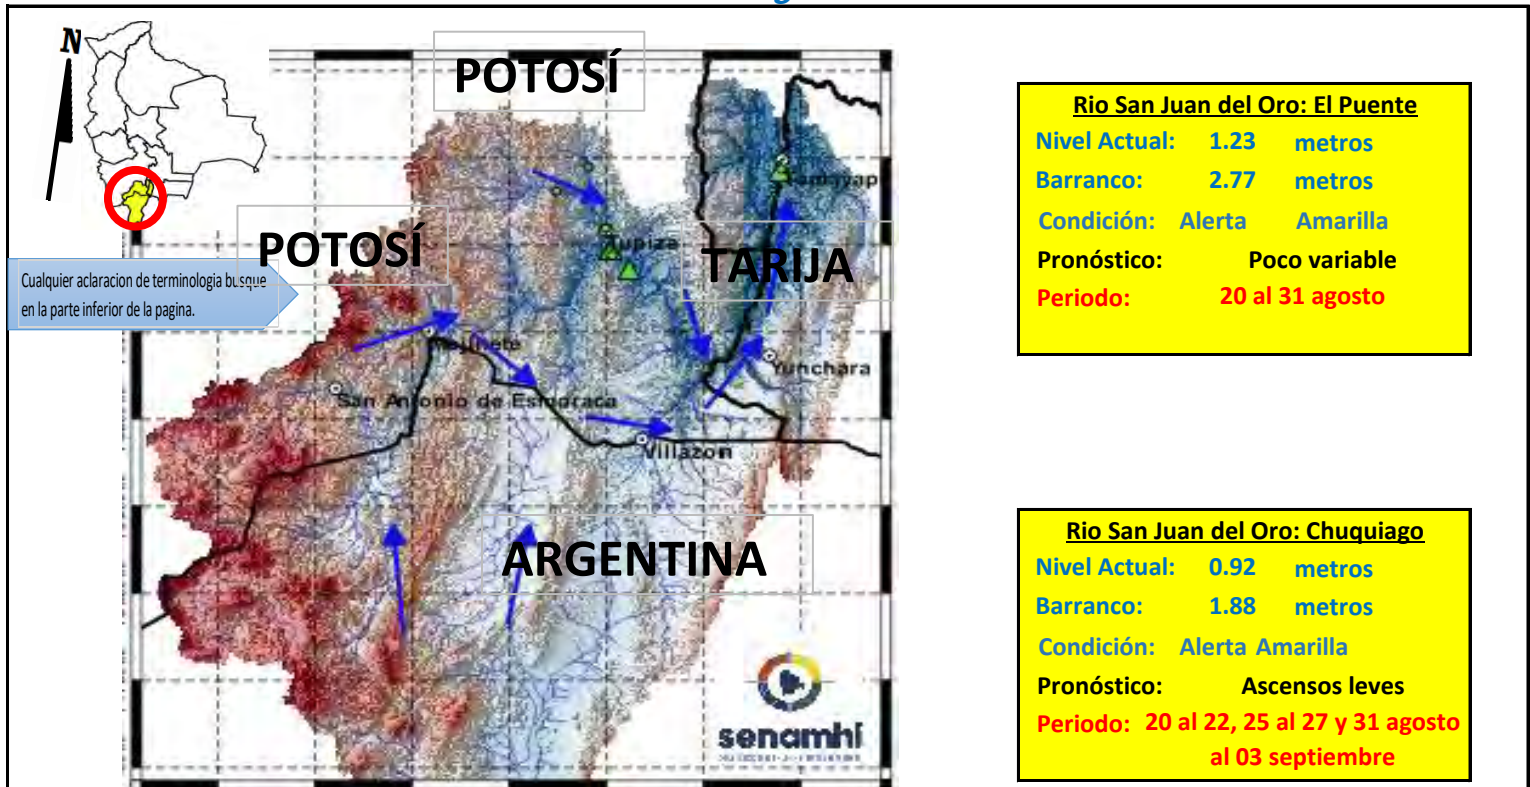 N
POTOSÍ
POTOSÍ
TARIJA
Cualquier aclaracion de terminologia busque
en la parte inferior de la pagina.
Tupiza
Yunchara
San Antonio de Esmoraca
Villazon
ARGENTINA
senamhi
Rio San Juan del Oro: El Puente
Nivel Actual: 1.23 metros
Barranco: 2.77 metros
Condición: Alerta Amarilla
Pronóstico: Poco variable
Periodo: 20 al 31 agosto
Rio San Juan del Oro: Chuquiago
Nivel Actual: 0.92 metros
Barranco: 1.88 metros
Condición: Alerta Amarilla
Pronóstico: Ascensos leves
Periodo: 20 al 22, 25 al 27 y 31 agosto
al 03 septiembre